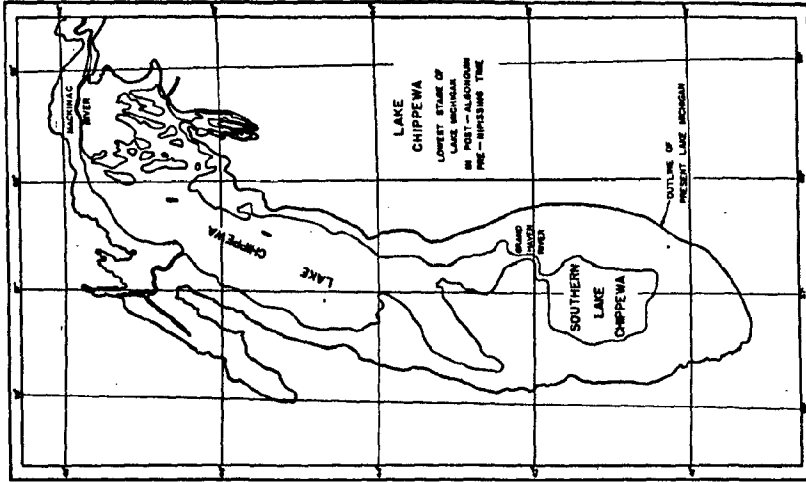 MACKINAC
RIVER
LAKE
CHIPPEWA
LOWEST STAGE OF
LAKE MICHIGAN
IN POST-ALGONQUIN
PRE-NIPISSING TIME
LAKE CHIPPEWA
GRAND
HAVEN
RIVER
SOUTHERN
LAKE
CHIPPEWA
OUTLINE OF
PRESENT LAKE MICHIGAN